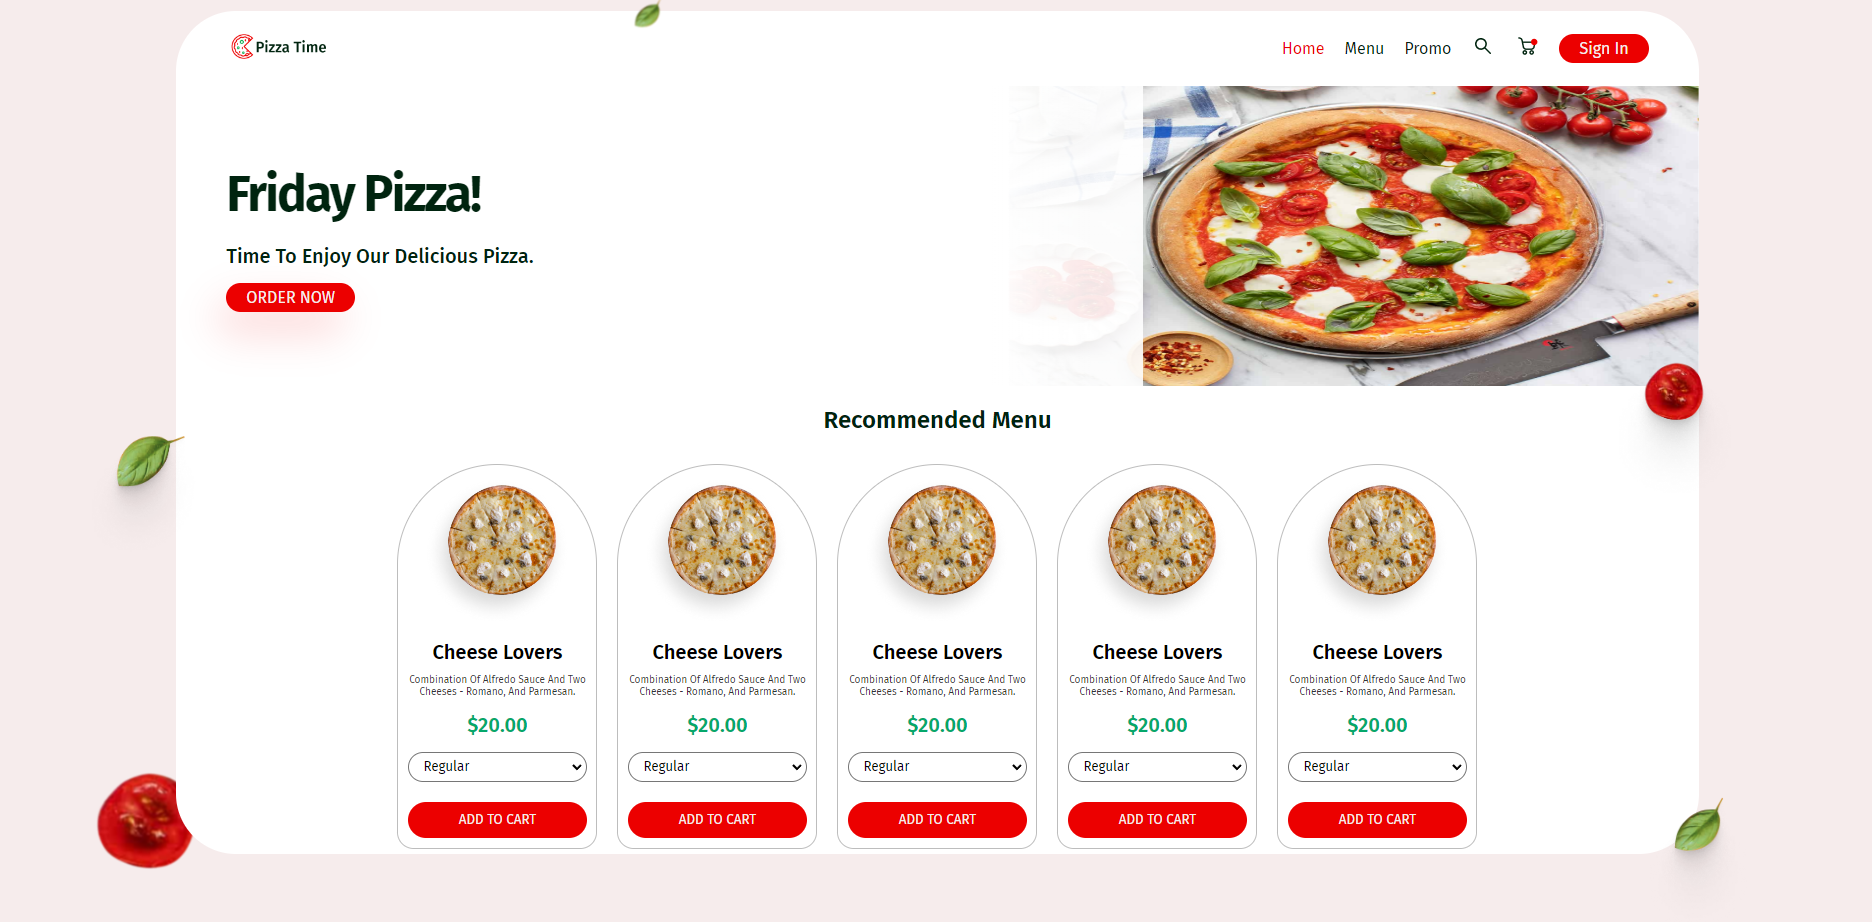 Pizza Time
Home Menu Promo Sign In
Friday Pizza!
Time To Enjoy Our Delicious Pizza.
ORDER NOW
Recommended Menu
Cheese Lovers
Combination Of Alfredo Sauce And Two
Cheeses - Romano, And Parmesan.
$20.00
Regular
ADD TO CART
Cheese Lovers
Combination Of Alfredo Sauce And Two
Cheeses - Romano, And Parmesan.
$20.00
Regular
ADD TO CART
Cheese Lovers
Combination Of Alfredo Sauce And Two
Cheeses - Romano, And Parmesan.
$20.00
Regular
ADD TO CART
Cheese Lovers
Combination Of Alfredo Sauce And Two
Cheeses - Romano, And Parmesan.
$20.00
Regular
ADD TO CART
Cheese Lovers
Combination Of Alfredo Sauce And Two
Cheeses - Romano, And Parmesan.
$20.00
Regular
ADD TO CART